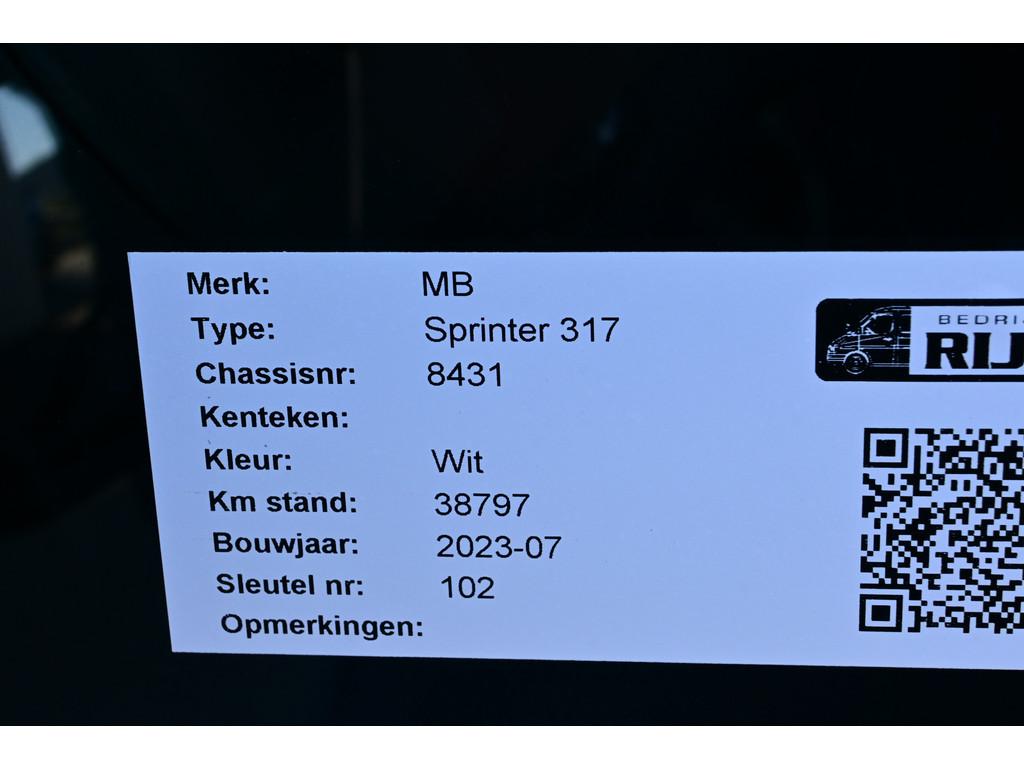 Merk: MB
Type: Sprinter 317
Chassisnr: 8431
Kenteken:
Kleur: Wit
Km stand: 38797
Bouwjaar: 2023-07
Sleutel nr: 102
Opmerkingen:
BEDRI
RIJ